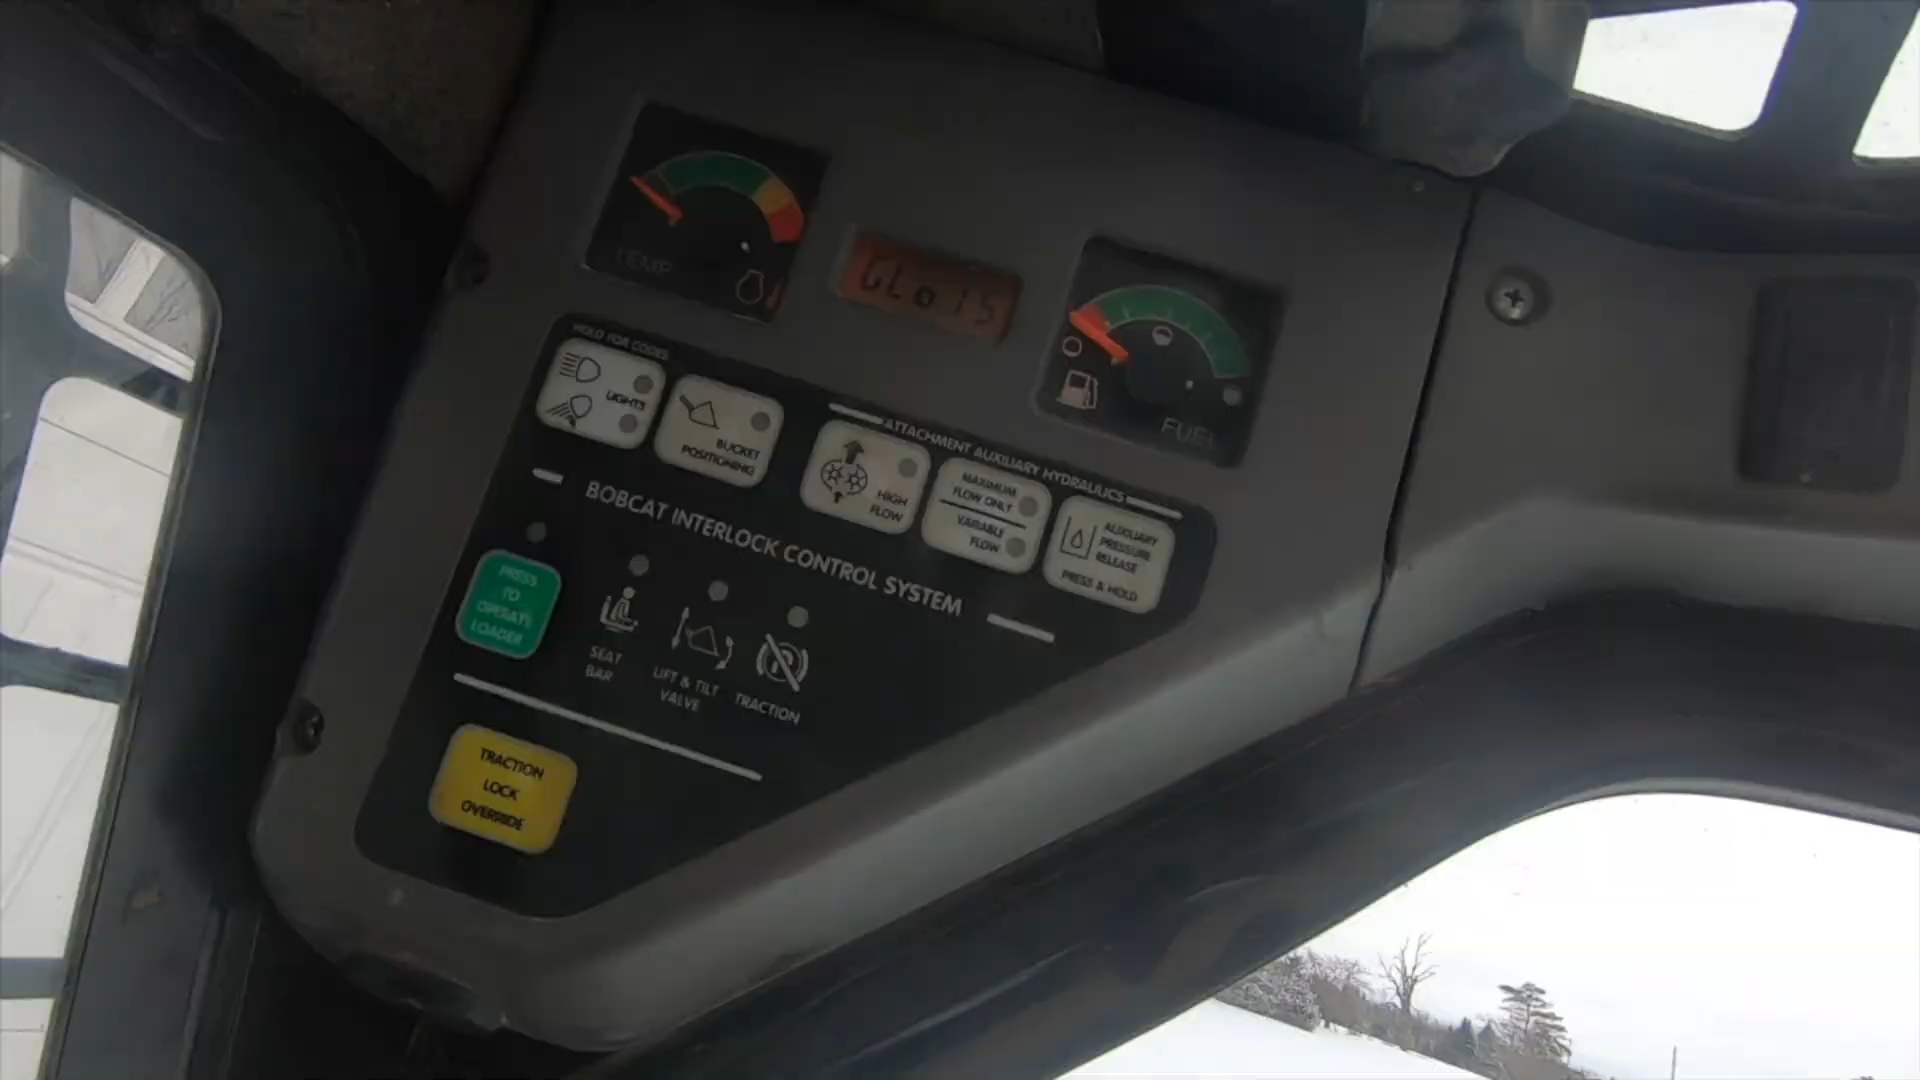 TEMP
FUEL
HOLD FOR CODES
LIGHTS
BUCKET
POSITIONING
ATTACHMENT AUXILIARY HYDRAULICS
HIGH
FLOW
MAXIMUM
FLOW ONLY
VARIABLE
FLOW
AUXILIARY
PRESSURE
RELEASE
PRESS & HOLD
BOBCAT INTERLOCK CONTROL SYSTEM
PRESS
TO
OPERATE
LOADER
SEAT
BAR
LIFT & TILT
VALVE
TRACTION
TRACTION
LOCK
OVERRIDE